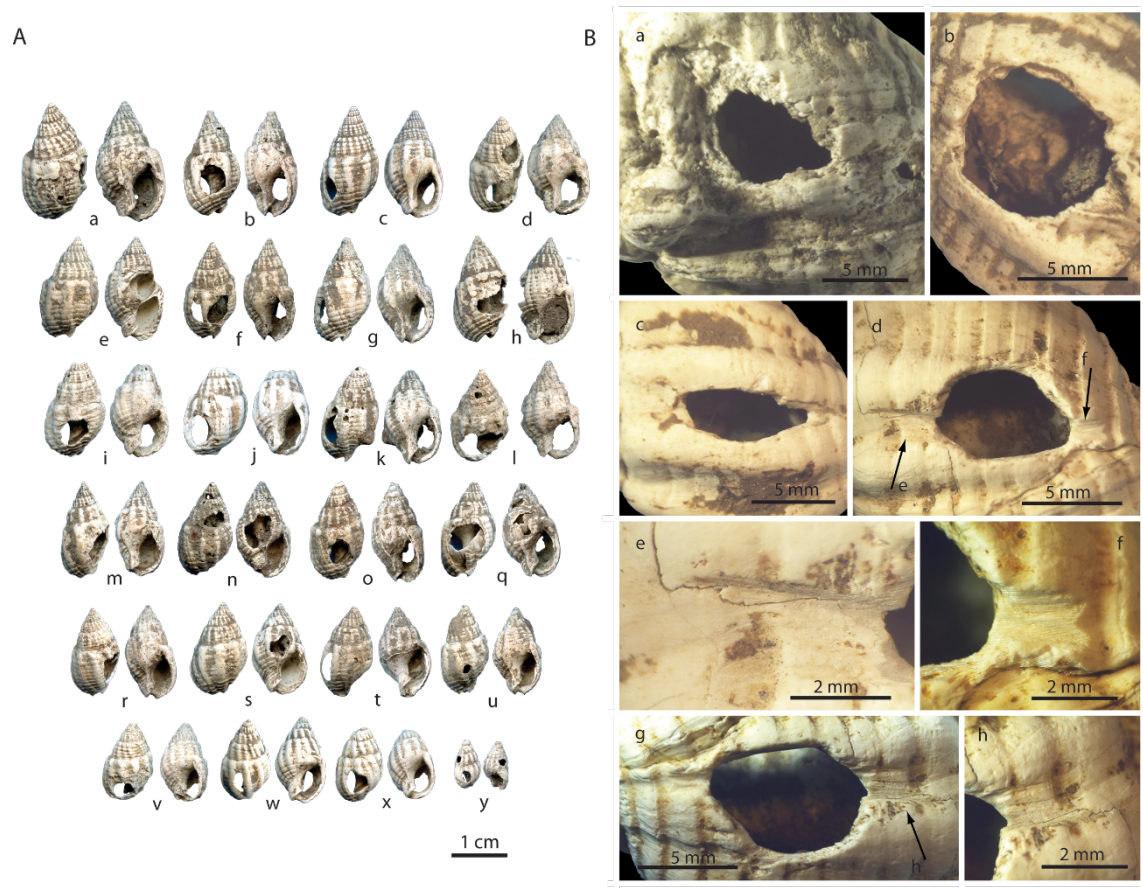 A
a b c d
e f g h
i j k l
m n o q
r s t u
v w x y
1 cm
B
a
5 mm
b
5 mm
c
5 mm
d
f
e
5 mm
e
2 mm
f
2 mm
g
h
5 mm
h
2 mm